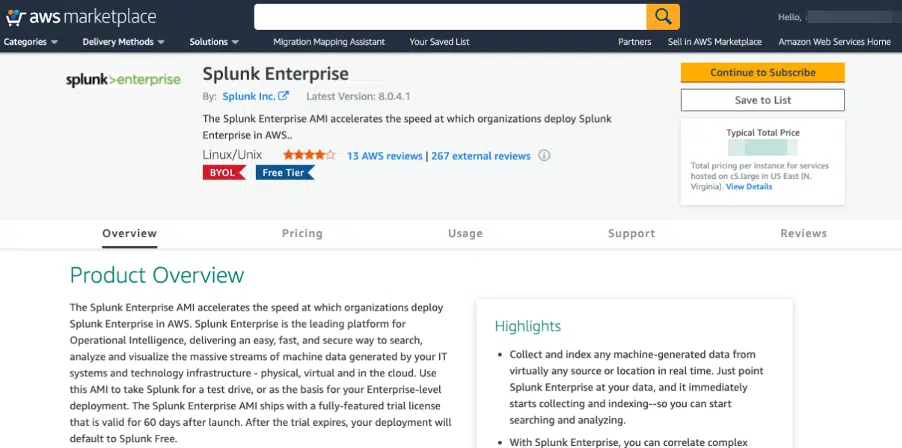 aws marketplace
Hello,
Categories
Delivery Methods
Solutions
Migration Mapping Assistant
Your Saved List
Partners
Sell in AWS Marketplace
Amazon Web Services Home
splunk>enterprise
Splunk Enterprise
By: Splunk Inc. Latest Version: 8.0.4.1
The Splunk Enterprise AMI accelerates the speed at which organizations deploy Splunk
Enterprise in AWS..
Linux/Unix
13 AWS reviews | 267 external reviews
BYOL
Free Tier
Continue to Subscribe
Save to List
Typical Total Price
Total pricing per instance for services
hosted on c5.large in US East (N.
Virginia). View Details
Overview
Pricing
Usage
Support
Reviews
Product Overview
The Splunk Enterprise AMI accelerates the speed at which organizations deploy
Splunk Enterprise in AWS. Splunk Enterprise is the leading platform for
Operational Intelligence, delivering an easy, fast, and secure way to search,
analyze and visualize the massive streams of machine data generated by your IT
systems and technology infrastructure - physical, virtual and in the cloud. Use
this AMI to take Splunk for a test drive, or as the basis for your Enterprise-level
deployment. The Splunk Enterprise AMI ships with a fully-featured trial license
that is valid for 60 days after launch. After the trial expires, your deployment will
default to Splunk Free.
Highlights
• Collect and index any machine-generated data from
virtually any source or location in real time. Just point
Splunk Enterprise at your data, and it immediately
starts collecting and indexing--so you can start
searching and analyzing.
• With Splunk Enterprise, you can correlate complex